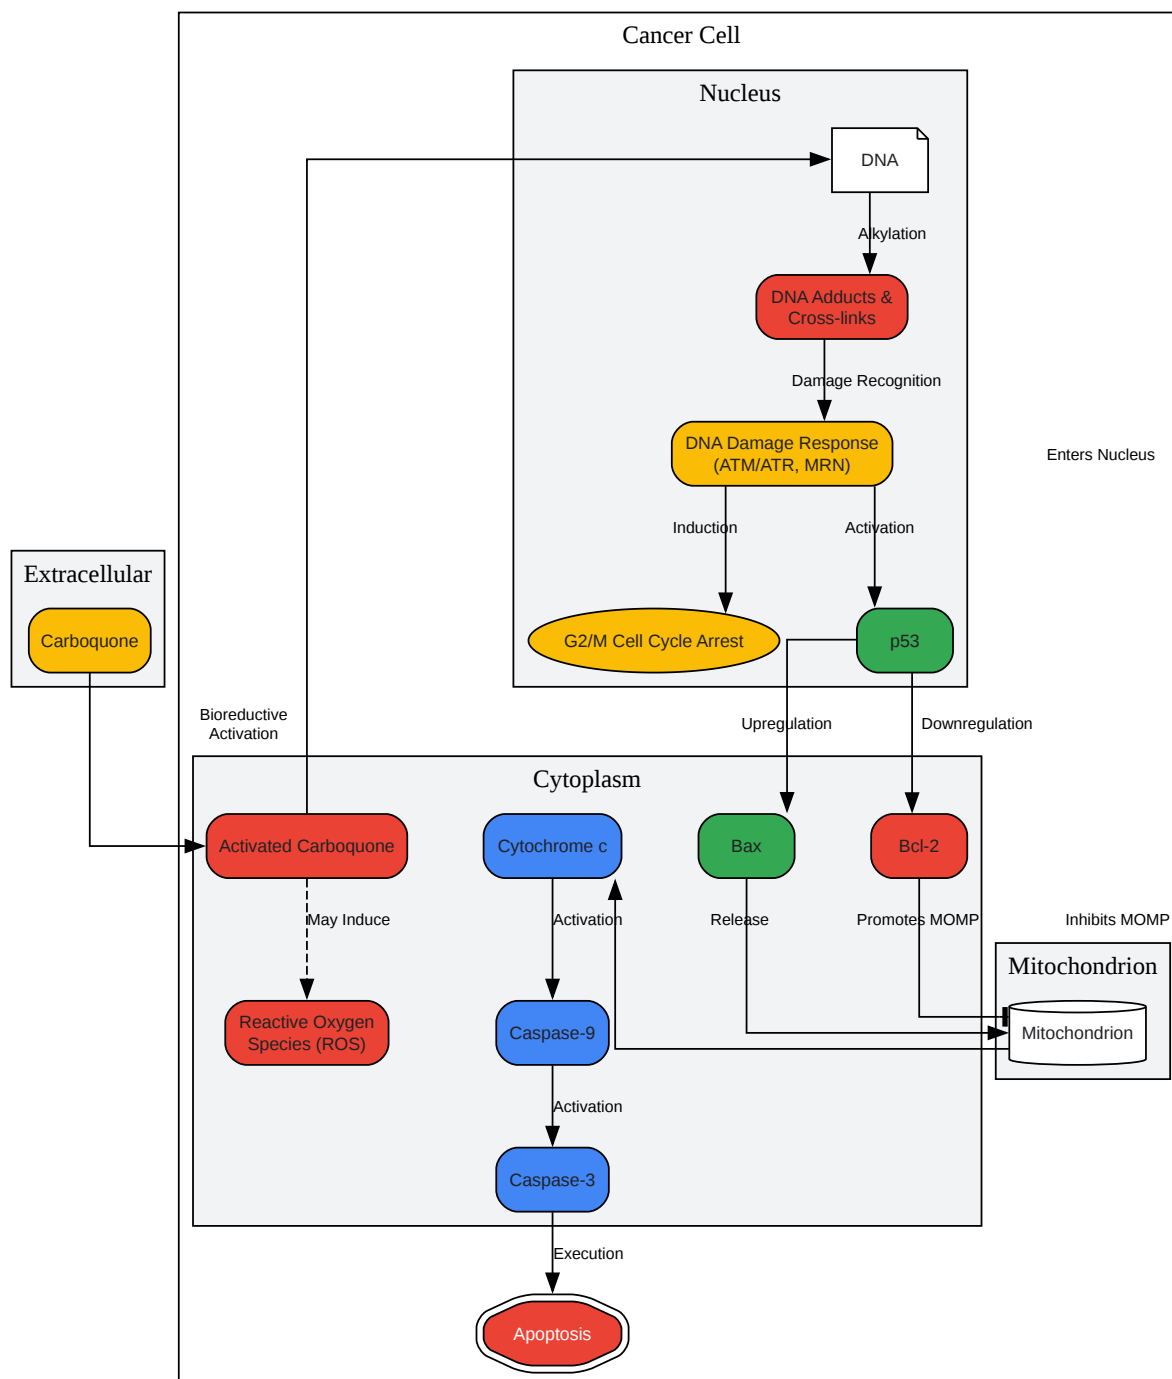 Cancer Cell
Nucleus
DNA
Alkylation
DNA Adducts &
Cross-links
Damage Recognition
DNA Damage Response
(ATM/ATR, MRN)
Enters Nucleus
Induction
Activation
Extracellular
Carboquone
G2/M Cell Cycle Arrest
p53
Bioreductive
Activation
Upregulation
Downregulation
Cytoplasm
Activated Carboquone
Cytochrome c
Bax
Bcl-2
May Induce
Activation
Release
Promotes MOMP
Inhibits MOMP
Mitochondrion
Reactive Oxygen
Species (ROS)
Caspase-9
Mitochondrion
Activation
Caspase-3
Execution
Apoptosis